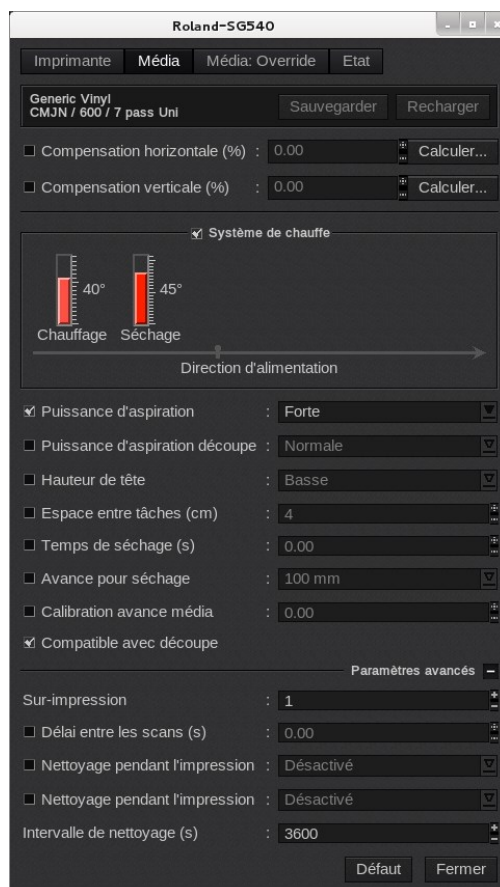 Roland-SG540
Imprimante Média Média: Override Etat
Generic Vinyl
CMJN / 600 / 7 pass Uni
Sauvegarder Recharger
Compensation horizontale (%) : 0.00 Calculer...
Compensation verticale (%) : 0.00 Calculer...
Système de chauffe
40° 45°
Chauffage Séchage
Direction d'alimentation
Puissance d'aspiration : Forte
Puissance d'aspiration découpe : Normale
Hauteur de tête : Basse
Espace entre tâches (cm) : 4
Temps de séchage (s) : 0.00
Avance pour séchage : 100 mm
Calibration avance média : 0.00
Compatible avec découpe
Paramètres avancés
Sur-impression : 1
Délai entre les scans (s) : 0.00
Nettoyage pendant l'impression : Désactivé
Nettoyage pendant l'impression : Désactivé
Intervalle de nettoyage (s) : 3600
Défaut Fermer